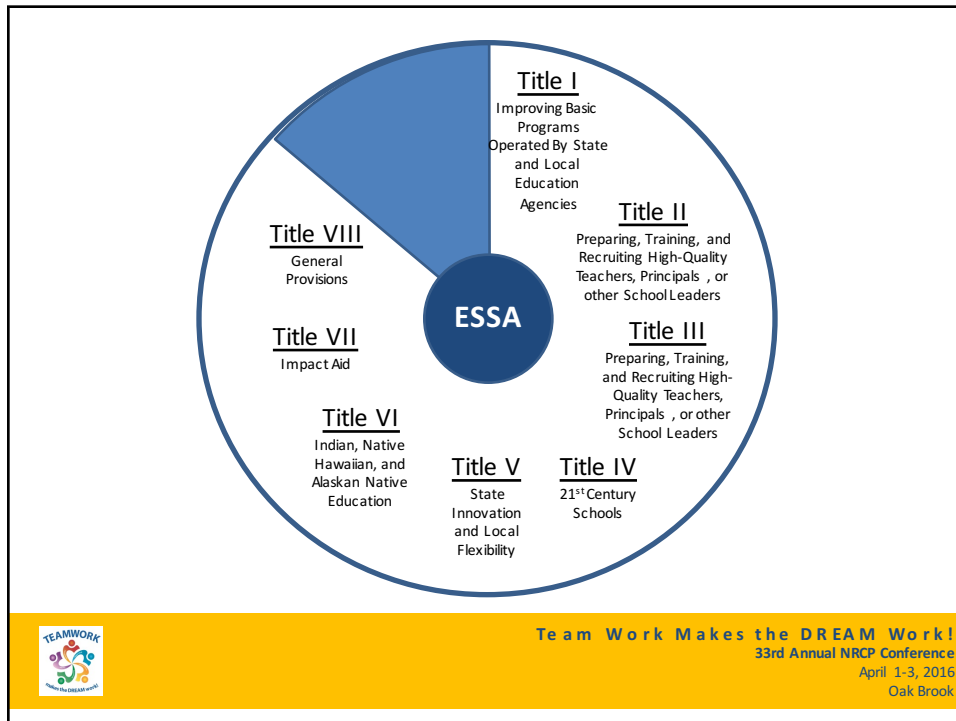 Title I
Improving Basic
Programs
Operated By State
and Local
Education
Agencies
Title II
Preparing, Training, and
Recruiting High-Quality
Teachers, Principals , or
other School Leaders
Title III
Preparing, Training,
and Recruiting High-
Quality Teachers,
Principals , or other
School Leaders
Title IV
21st Century
Schools
Title V
State
Innovation
and Local
Flexibility
Title VI
Indian, Native
Hawaiian, and
Alaskan Native
Education
Title VII
Impact Aid
Title VIII
General
Provisions
ESSA
TEAMWORK
makes the DREAM work!
Team Work Makes the DREAM Work!
33rd Annual NRCP Conference
April 1-3, 2016
Oak Brook